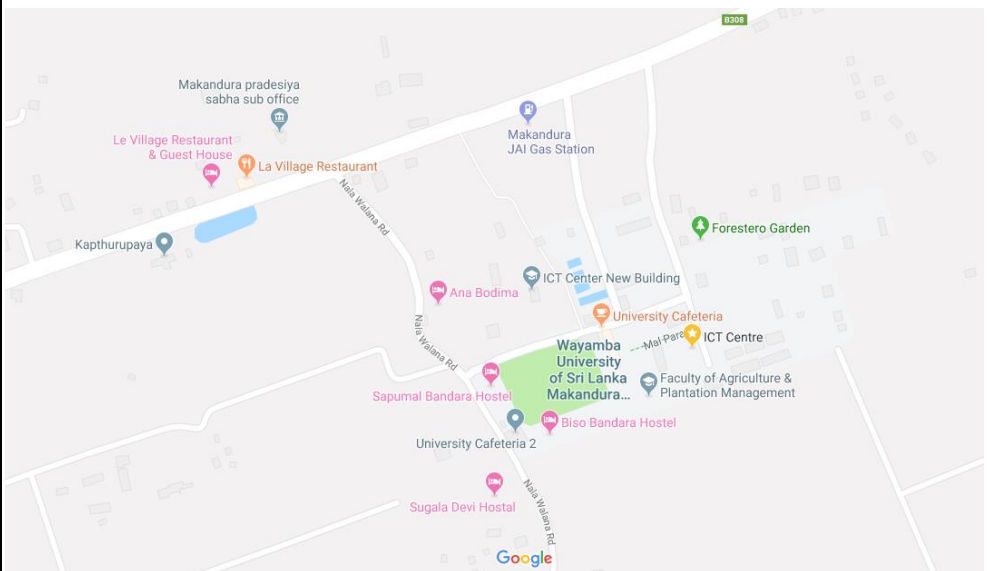 B308
Makandura pradesiya
sabha sub office
Makandura
JAI Gas Station
Le Village Restaurant
& Guest House
La Village Restaurant
Nala Walana Rd
Forestero Garden
Kapthurupaya
ICT Center New Building
Ana Bodima
University Cafeteria
Nala Walana Rd
Mal Para
ICT Centre
Wayamba
University
of Sri Lanka
Makandura...
Faculty of Agriculture &
Plantation Management
Sapumal Bandara Hostel
Biso Bandara Hostel
University Cafeteria 2
Sugala Devi Hostal
Nala Walana Rd
Google